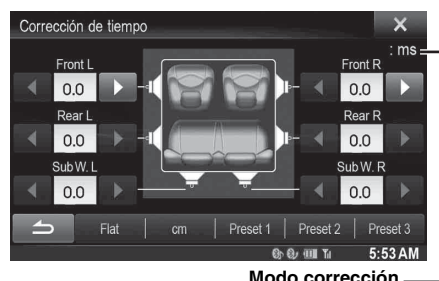 Corrección de tiempo
: ms
Front L
Front R
0.0
0.0
Rear L
Rear R
0.0
0.0
Sub W. L
Sub W. R
0.0
0.0
Flat
cm
Preset 1
Preset 2
Preset 3
5:53 AM
Modo corrección